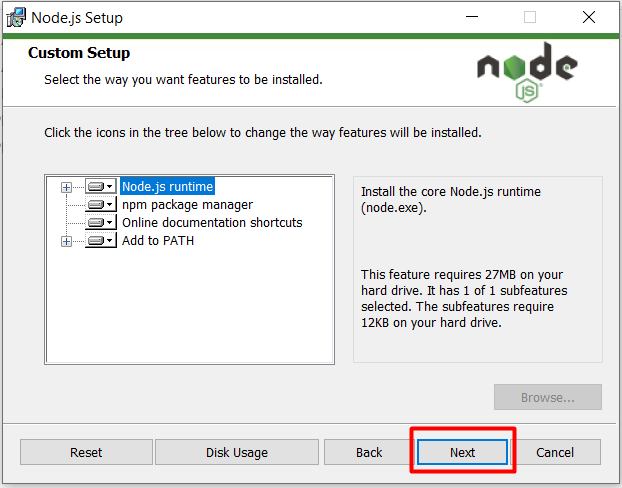 Node.js Setup
Custom Setup
Select the way you want features to be installed.
node
JS
Click the icons in the tree below to change the way features will be installed.
Node.js runtime
npm package manager
Online documentation shortcuts
Add to PATH
Install the core Node.js runtime
(node.exe).
This feature requires 27MB on your
hard drive. It has 1 of 1 subfeatures
selected. The subfeatures require
12KB on your hard drive.
Browse...
Reset
Disk Usage
Back
Next
Cancel